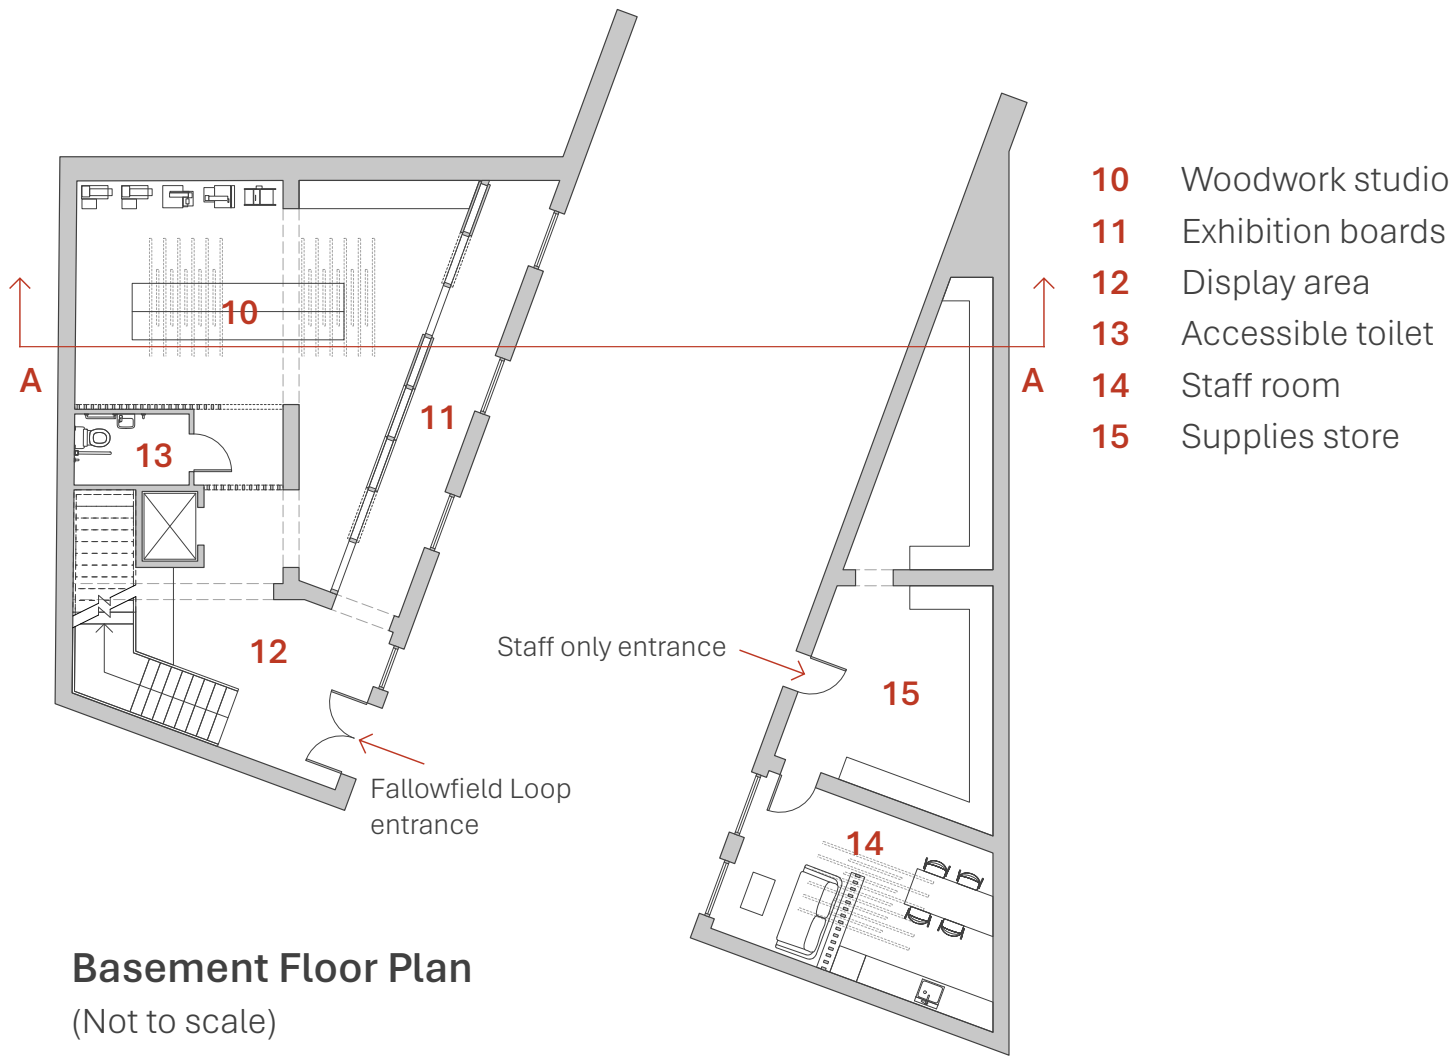 10 Woodwork studio
11 Exhibition boards
12 Display area
13 Accessible toilet
14 Staff room
15 Supplies store
10
A
A
11
13
12
Staff only entrance
15
Fallowfield Loop
entrance
14
Basement Floor Plan
(Not to scale)